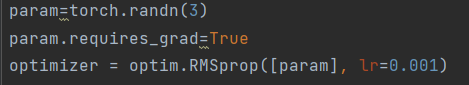 param=torch.randn(3)
param.requires_grad=True
optimizer = optim.RMSprop([param], lr=0.001)